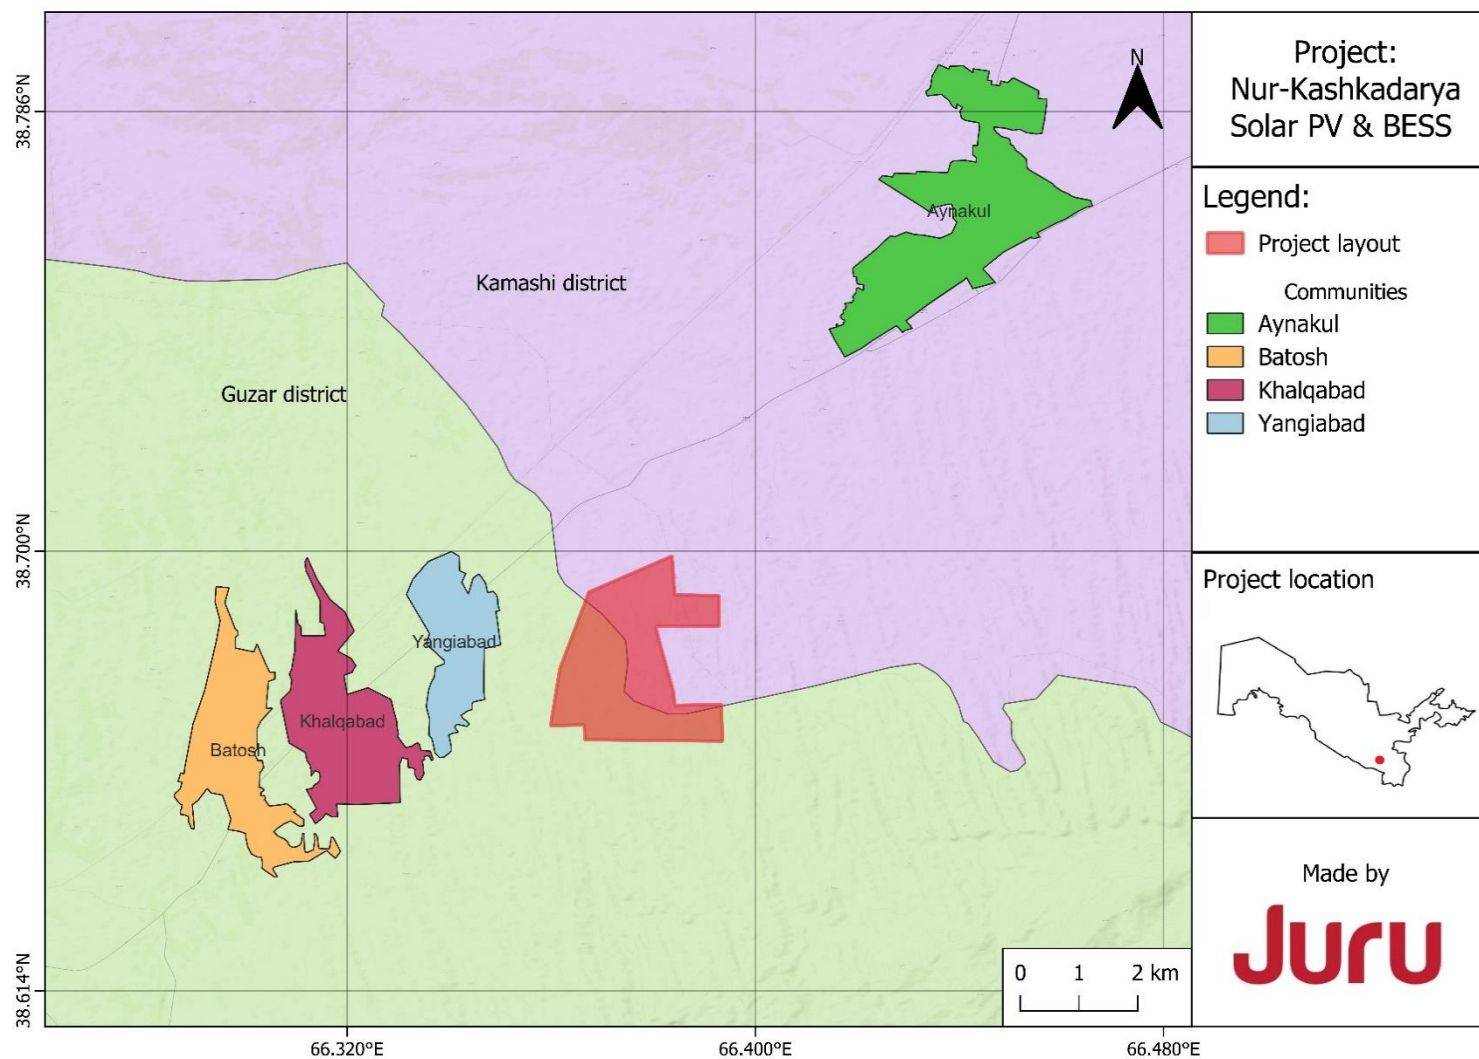 Project:
Nur-Kashkadarya
Solar PV & BESS
Legend:
Project layout
Communities
Aynakul
Batosh
Khalqabad
Yangiabad
Project location
Made by
Juru
N
38.786°N
38.700°N
38.614°N
66.320°E
66.400°E
66.480°E
Aynakul
Kamashi district
Guzar district
Yangiabad
Khalqabad
Batosh
0 1 2 km